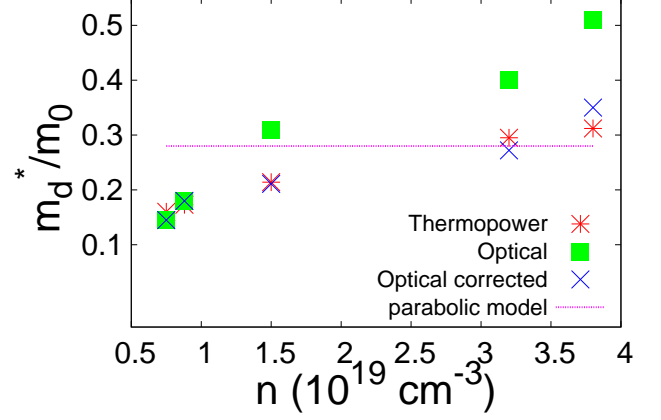 0.5
0.4
0.3
0.2
0.1
m_d^*/m_0
Thermopower
Optical
Optical corrected
parabolic model
0.5 1 1.5 2 2.5 3 3.5 4
n (10^19 cm^-3)